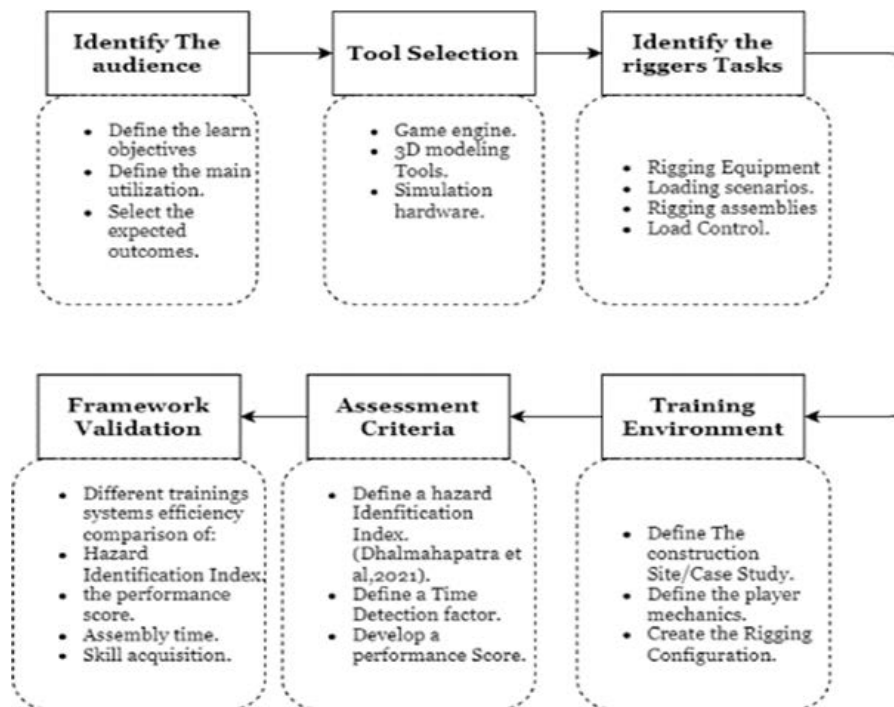 Identify The
audience
• Define the learn
objectives
• Define the main
utilization.
• Select the
expected
outcomes.
Tool Selection
• Game engine.
• 3D modeling
Tools.
• Simulation
hardware.
Identify the
riggers Tasks
• Rigging Equipment
• Loading scenarios.
• Rigging assemblies
• Load Control.
Training
Environment
• Define The
construction
Site/Case Study.
• Define the player
mechanics.
• Create the Rigging
Configuration.
Assessment
Criteria
• Define a hazard
Idenfitication
Index.
(Dhalmahapatra et
al,2021).
• Define a Time
Detection factor.
• Develop a
performance Score.
Framework
Validation
• Different trainings
systems efficiency
comparison of:
• Hazard
Identification Index.
• the performance
score.
• Assembly time.
• Skill acquisition.